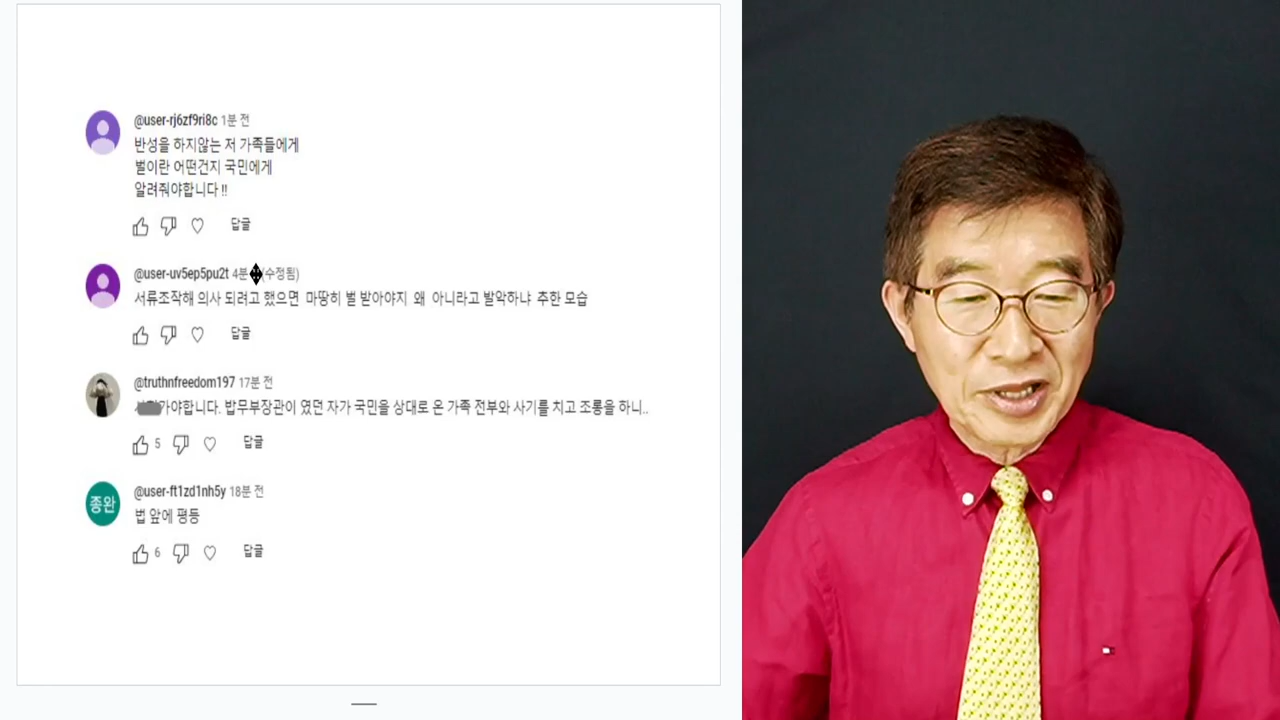 @user-rj6zf9ri8c 1분 전
반성을 하지않는 저 가족들에게
벌이란 어떤건지 국민에게
알려줘야합니다 !!
답글
@user-uv5ep5pu2t 4분 (수정됨)
서류조작해 의사 되려고 했으면 마땅히 벌 받아야지 왜 아니라고 발악하냐 추한 모습
답글
@truthnfreedom197 17분 전
가야합니다. 밥무부장관이 였던 자가 국민을 상대로 온 가족 전부와 사기를 치고 조롱을 하니..
5 답글
종완
@user-ft1zd1nh5y 18분 전
법 앞에 평등
6 답글